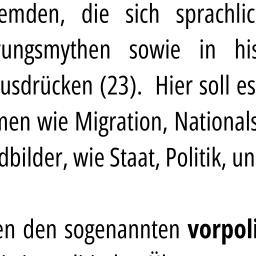 emden, die sich sprachlic
rungsmythen sowie in his
usdrücken (23). Hier soll es
men wie Migration, Nationals
dbilder, wie Staat, Politik, un
en den sogenannten vorpoli